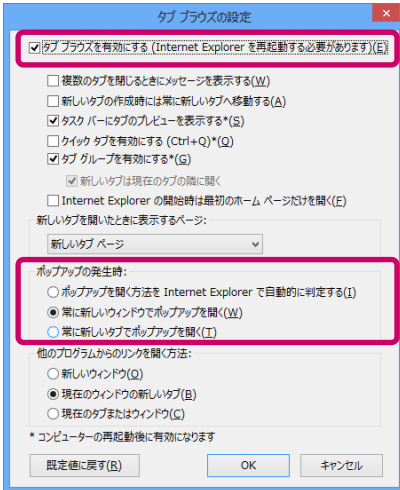 タブ ブラウズの設定
タブ ブラウズを有効にする (Internet Explorer を再起動する必要があります)(E)
複数のタブを閉じるときにメッセージを表示する(W)
新しいタブの作成時には常に新しいタブへ移動する(A)
タスク バーにタブのプレビューを表示する*(S)
クイック タブを有効にする (Ctrl+Q)*(Q)
タブ グループを有効にする*(G)
新しいタブは現在のタブの隣に開く
Internet Explorer の開始時は最初のホーム ページだけを開く(F)
新しいタブを開いたときに表示するページ:
新しいタブ ページ
ポップアップの発生時:
ポップアップを開く方法を Internet Explorer で自動的に判定する(I)
常に新しいウィンドウでポップアップを開く(W)
常に新しいタブでポップアップを開く(T)
他のプログラムからのリンクを開く方法:
新しいウィンドウ(O)
現在のウィンドウの新しいタブ(B)
現在のタブまたはウィンドウ(C)
* コンピューターの再起動後に有効になります
既定値に戻す(R) OK キャンセル